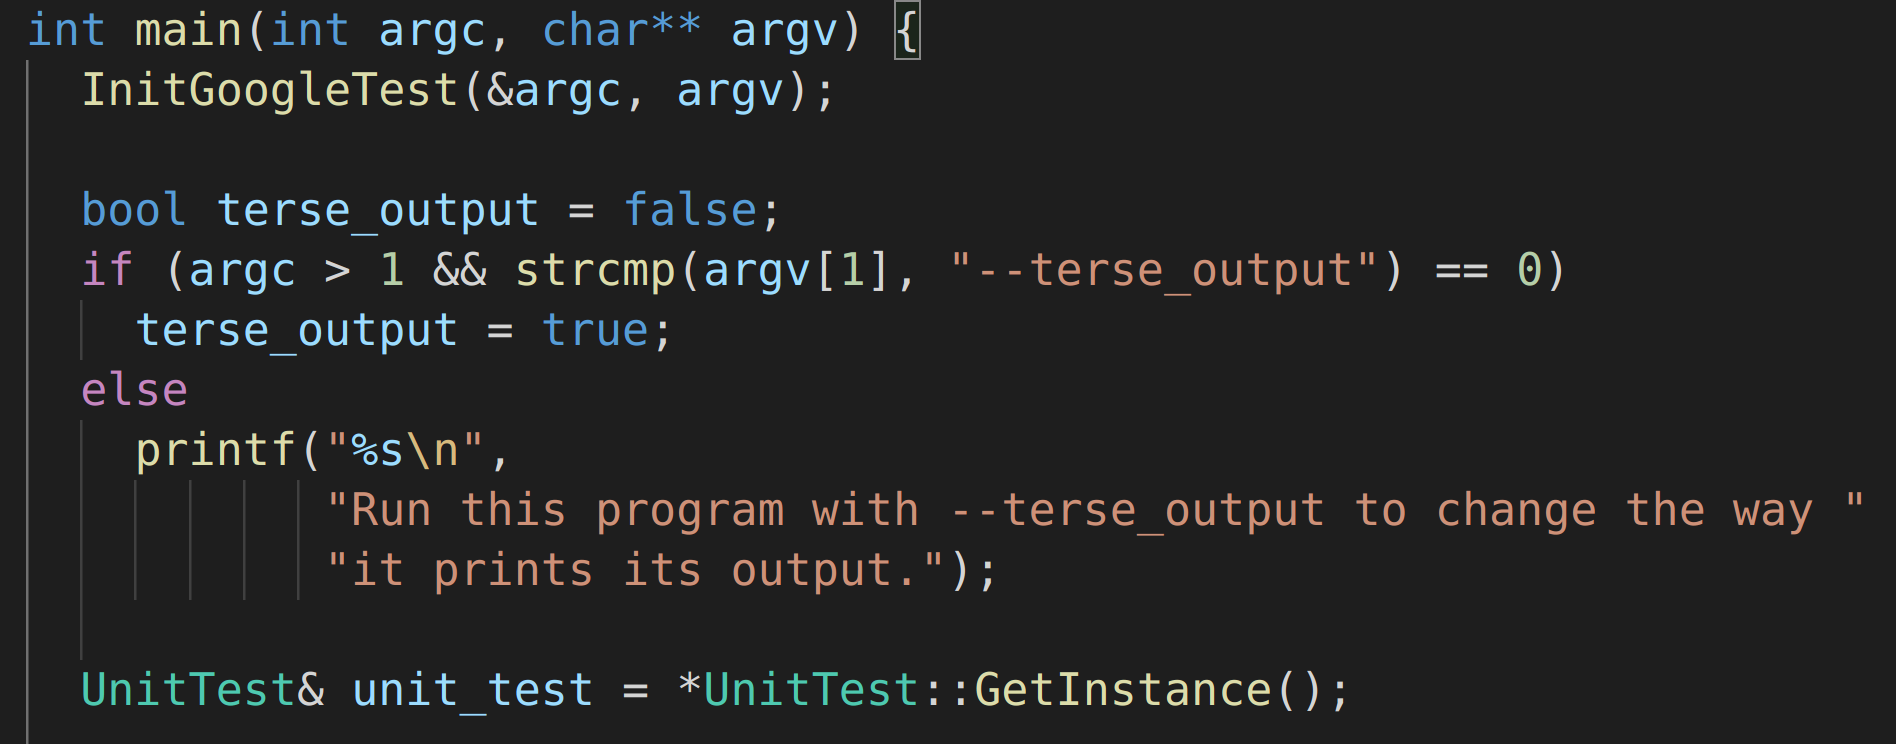 int main(int argc, char** argv) {
  InitGoogleTest(&argc, argv);

  bool terse_output = false;
  if (argc > 1 && strcmp(argv[1], "--terse_output") == 0)
    terse_output = true;
  else
    printf("%s\n",
           "Run this program with --terse_output to change the way "
           "it prints its output.");

  UnitTest& unit_test = *UnitTest::GetInstance();